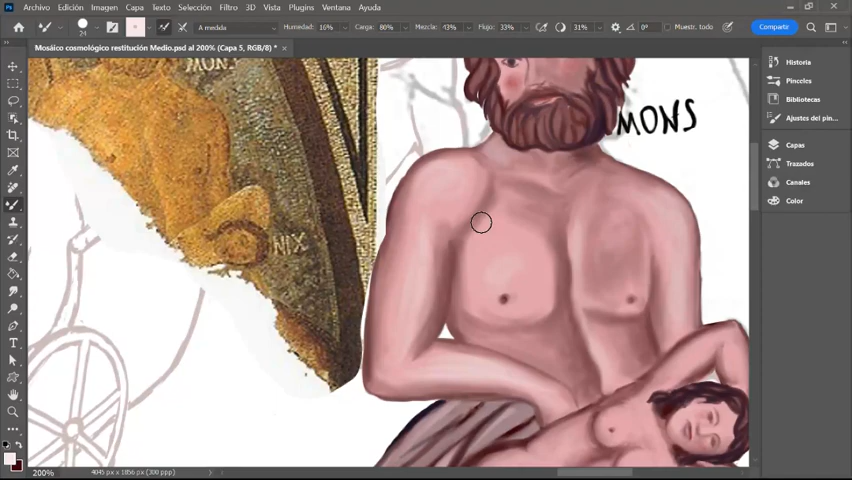 Archivo Edición Imagen Capa Texto Selección Filtro 3D Vista Plugins Ventana Ayuda
24 A medida Humedad: 16% Carga: 80% Mezcla: 43% Flujo: 33% 31% 0° Muestr. todo Compartir
Mosáico cosmológico restitución Medio.psd al 200% (Capa 5, RGB/8) * ×
Historia
Pinceles
Bibliotecas
Ajustes del pin...
Capas
Trazados
Canales
Color
MONS
NIX
200% 4045 px x 1856 px (300 ppp)